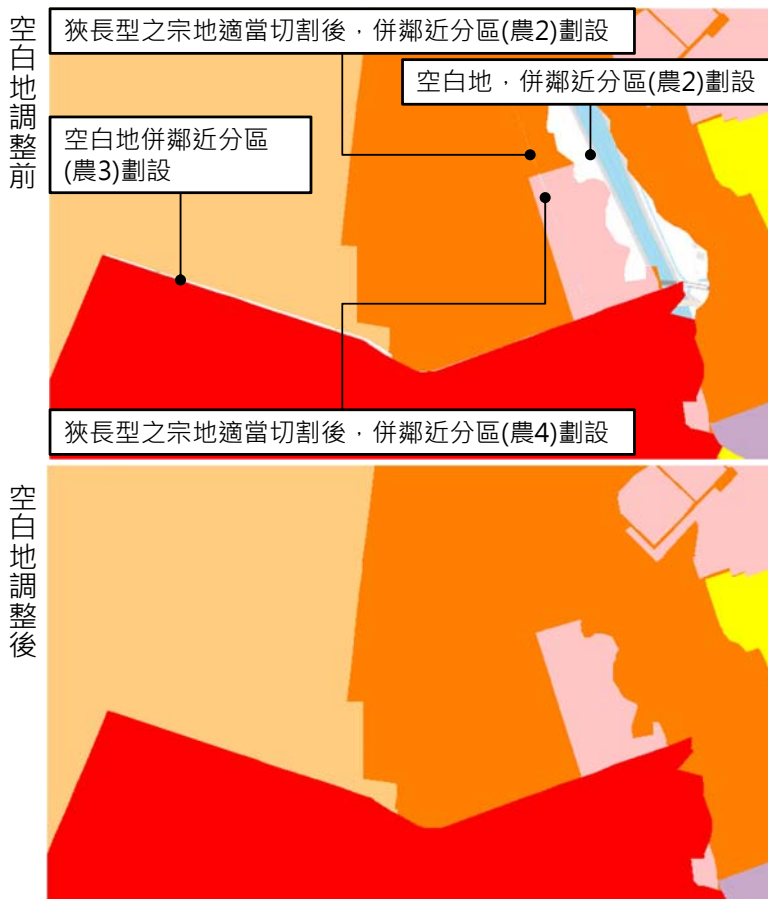 空白地調整前
狹長型之宗地適當切割後，併鄰近分區(農2)劃設
空白地，併鄰近分區(農2)劃設
空白地併鄰近分區
(農3)劃設
狹長型之宗地適當切割後，併鄰近分區(農4)劃設
空白地調整後